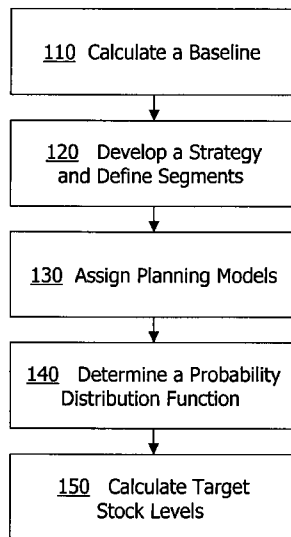 110 Calculate a Baseline
120 Develop a Strategy
and Define Segments
130 Assign Planning Models
140 Determine a Probability
Distribution Function
150 Calculate Target
Stock Levels